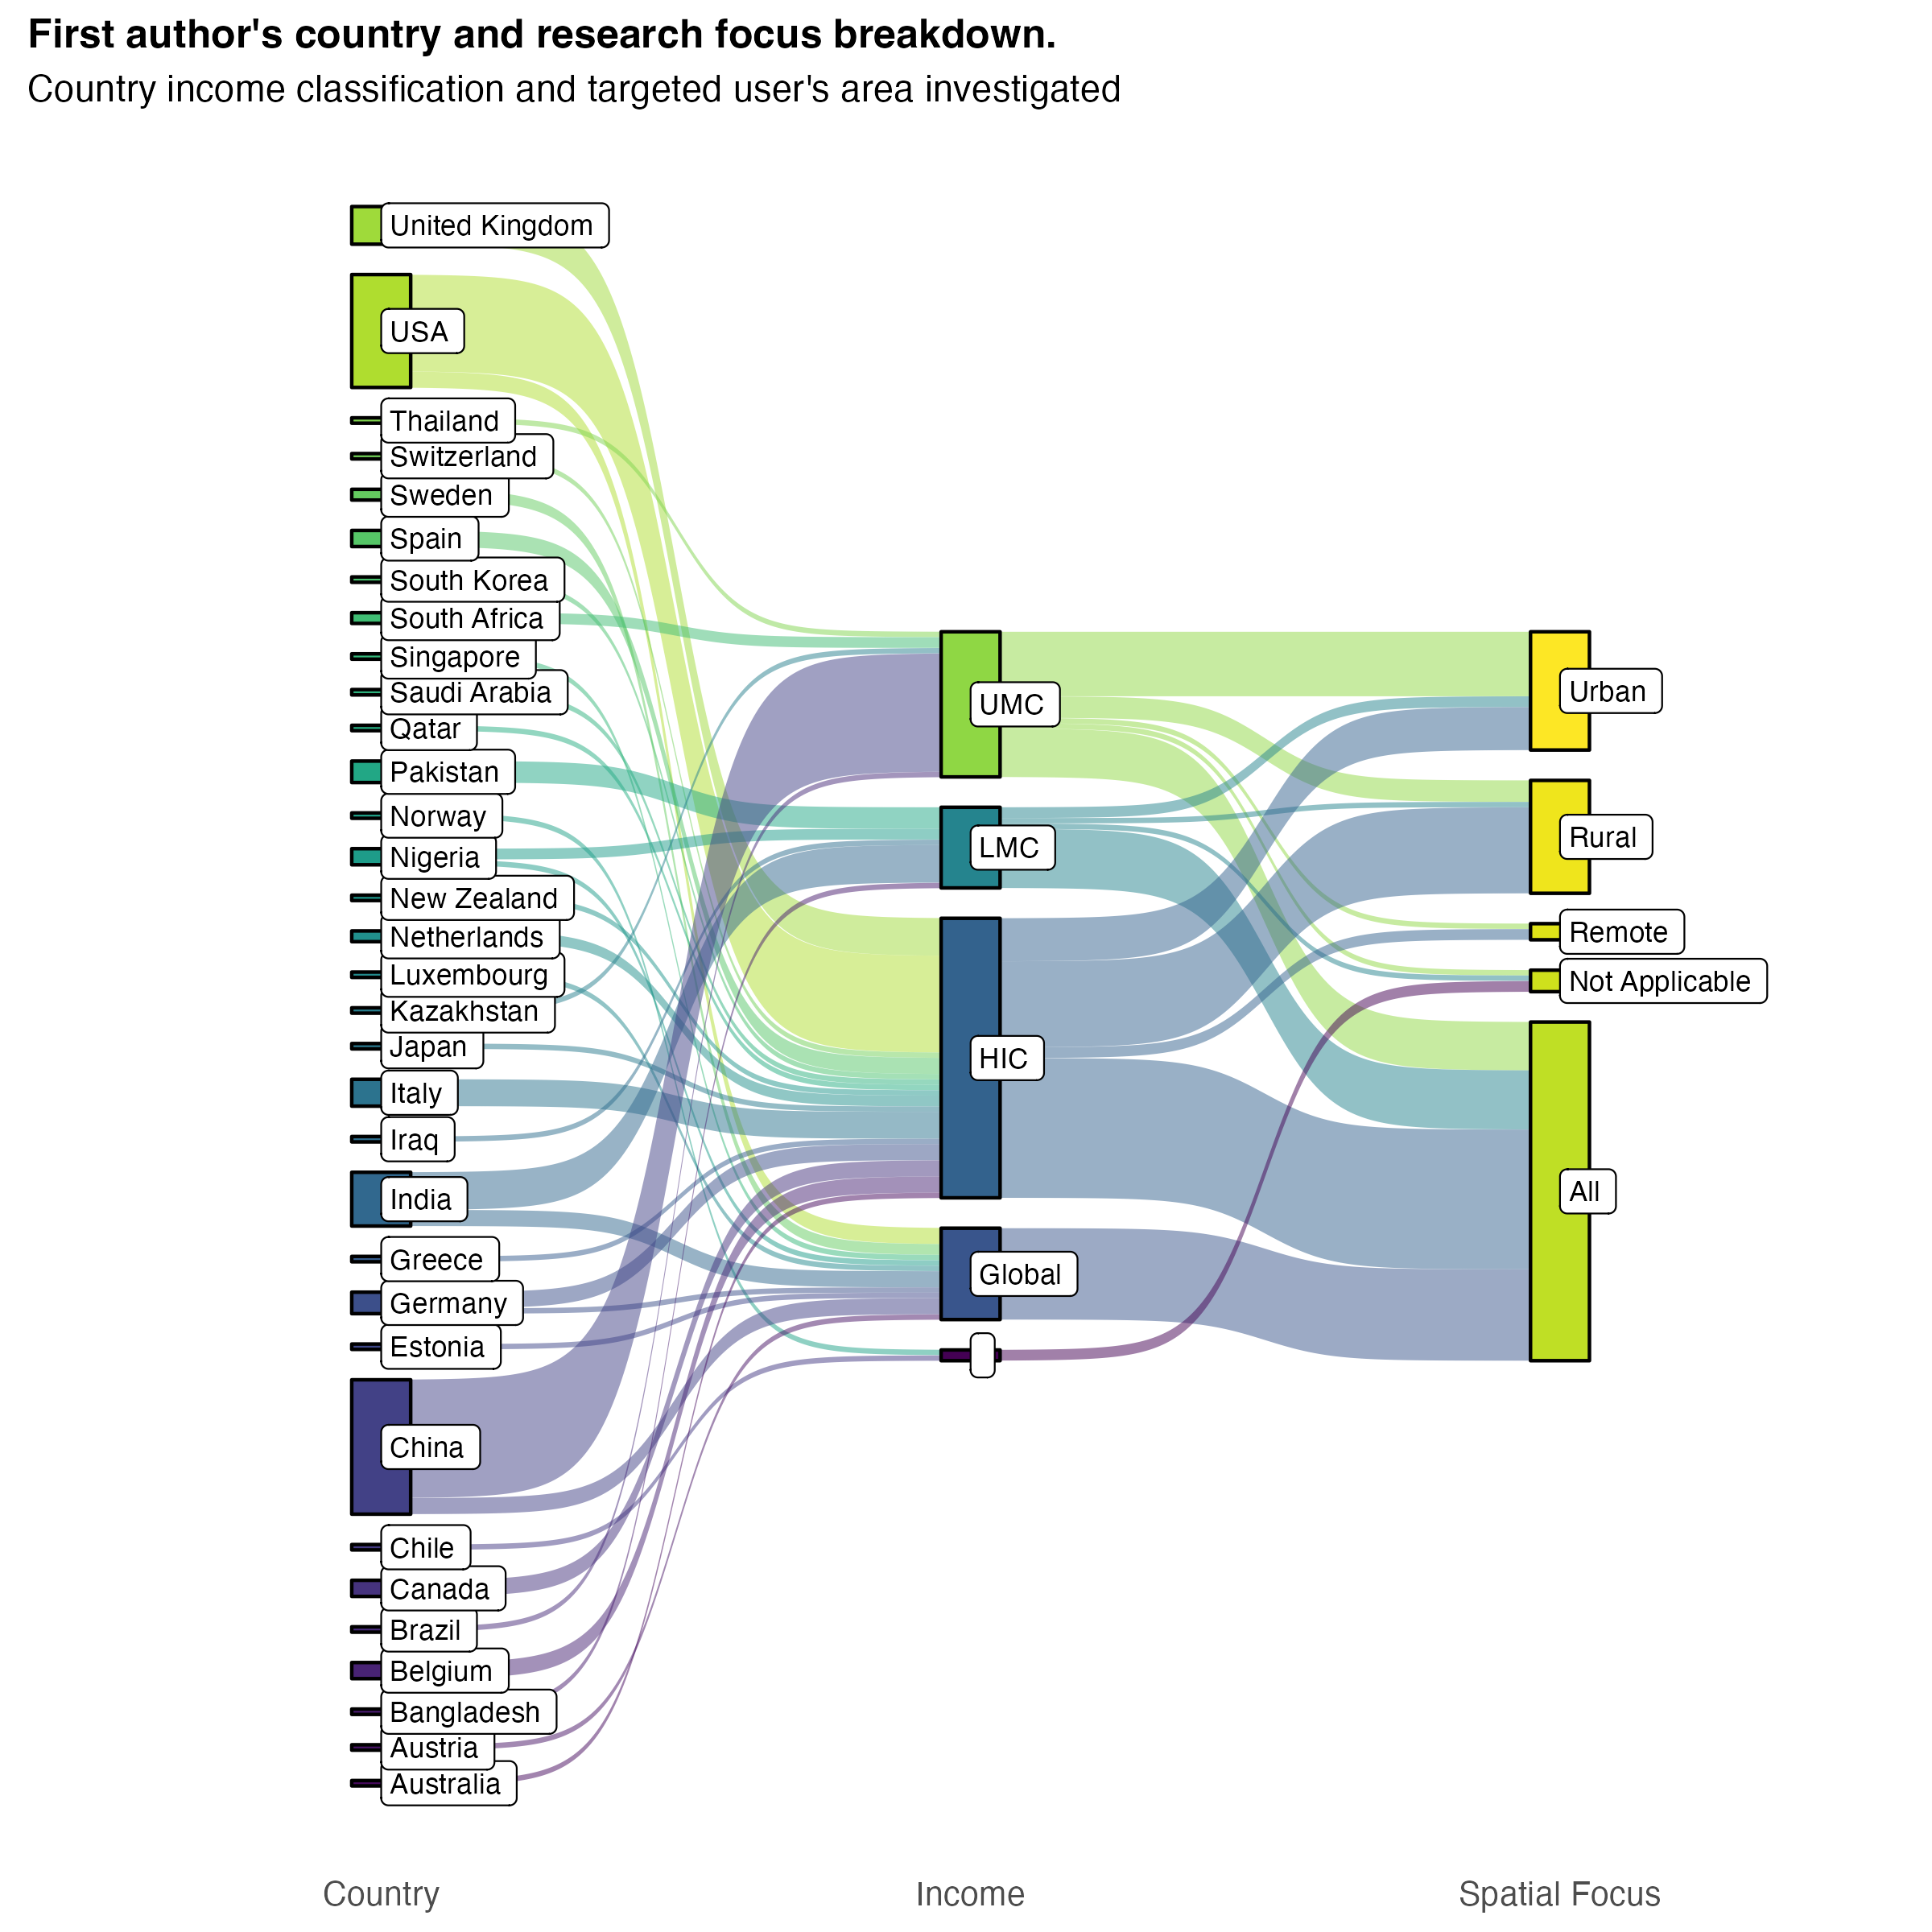 First author's country and research focus breakdown.
Country income classification and targeted user's area investigated
United Kingdom
USA
Thailand
Switzerland
Sweden
Spain
South Korea
South Africa
Singapore
Saudi Arabia
Qatar
Pakistan
Norway
Nigeria
New Zealand
Netherlands
Luxembourg
Kazakhstan
Japan
Italy
Iraq
India
Greece
Germany
Estonia
China
Chile
Canada
Brazil
Belgium
Bangladesh
Austria
Australia
UMC
LMC
HIC
Global
Urban
Rural
Remote
Not Applicable
All
Country
Income
Spatial Focus